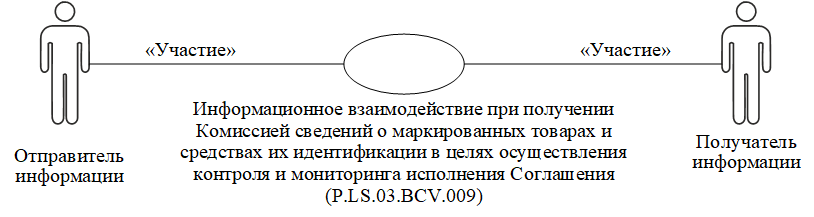 «Участие»
«Участие»
Информационное взаимодействие при получении
Комиссией сведений о маркированных товарах и
средствах их идентификации в целях осуществления
контроля и мониторинга исполнения Соглашения
(P.LS.03.BCV.009)
Отправитель
информации
Получатель
информации